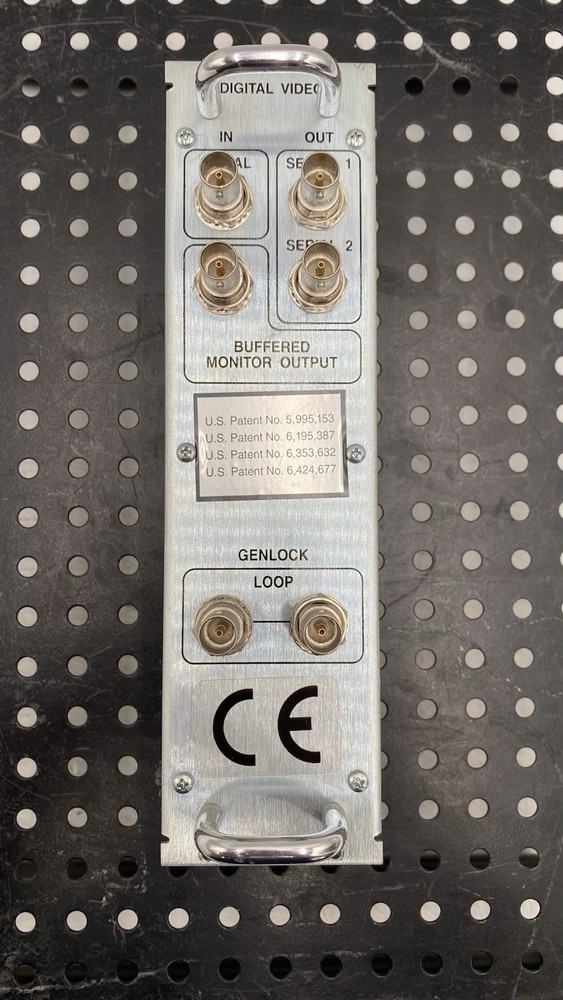 DIGITAL VIDEO
IN OUT
SERIAL 1
SERIAL 2
BUFFERED
MONITOR OUTPUT
U.S. Patent No. 5,995,153
U.S. Patent No. 6,195,387
U.S. Patent No. 6,353,632
U.S. Patent No. 6,424,677
GENLOCK
LOOP
CE